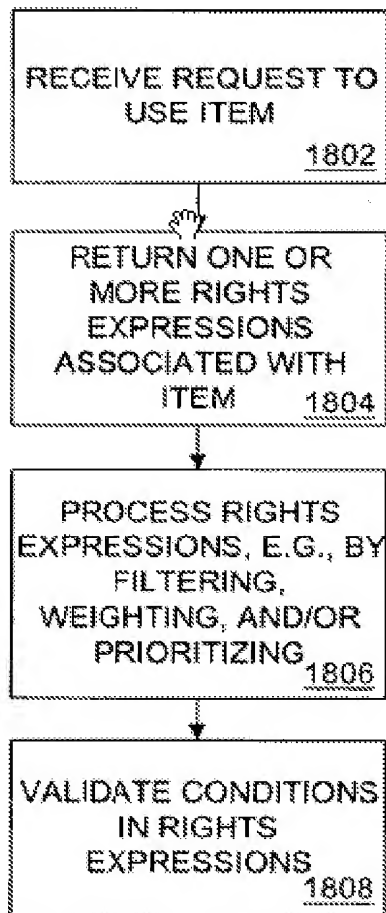 RECEIVE REQUEST TO
USE ITEM
1802
RETURN ONE OR
MORE RIGHTS
EXPRESSIONS
ASSOCIATED WITH
ITEM
1804
PROCESS RIGHTS
EXPRESSIONS, E.G., BY
FILTERING,
WEIGHTING, AND/OR
PRIORITIZING
1806
VALIDATE CONDITIONS
IN RIGHTS
EXPRESSIONS
1808